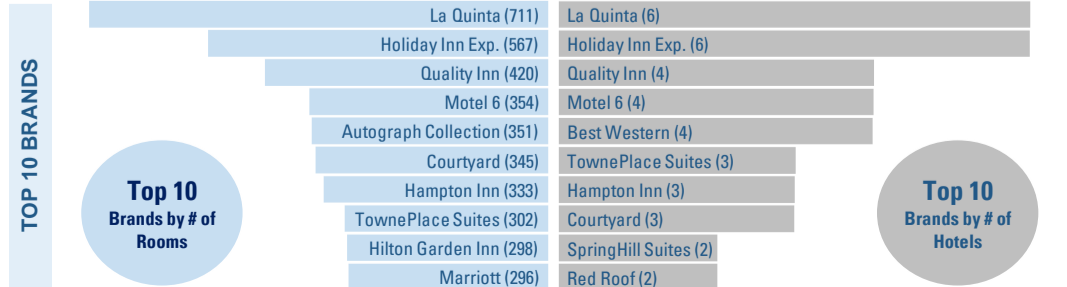 TOP 10 BRANDS
La Quinta (711)
Holiday Inn Exp. (567)
Quality Inn (420)
Motel 6 (354)
Autograph Collection (351)
Courtyard (345)
Hampton Inn (333)
TownePlace Suites (302)
Hilton Garden Inn (298)
Marriott (296)
Top 10
Brands by # of
Rooms
La Quinta (6)
Holiday Inn Exp. (6)
Quality Inn (4)
Motel 6 (4)
Best Western (4)
TownePlace Suites (3)
Hampton Inn (3)
Courtyard (3)
SpringHill Suites (2)
Red Roof (2)
Top 10
Brands by # of
Hotels